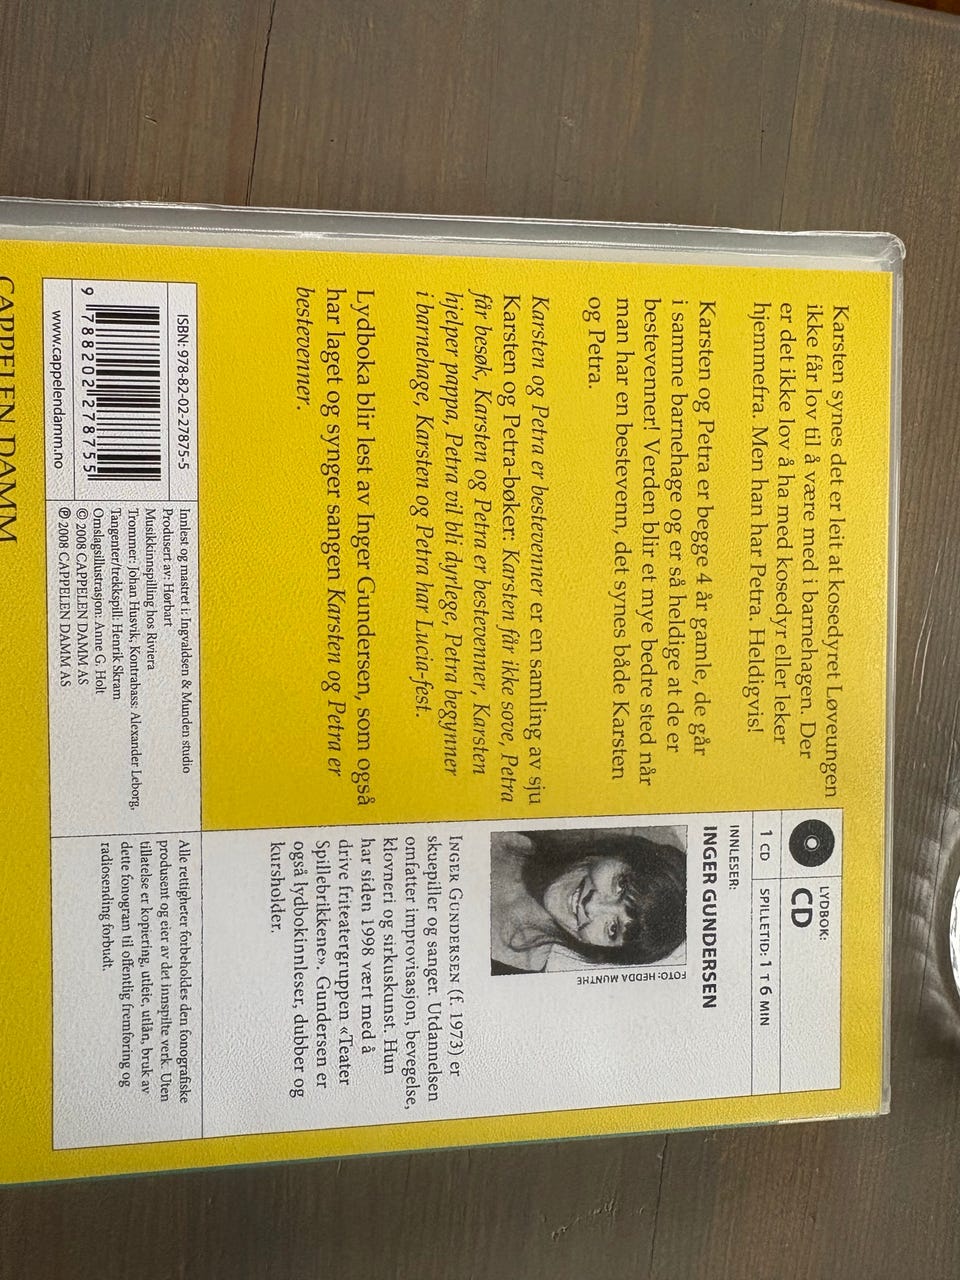 Karsten synes det er leit at kosedyret Løveungen
ikke får lov til å være med i barnehagen. Der
er det ikke lov å ha med kosedyr eller leker
hjemmefra. Men han har Petra. Heldigvis!
Karsten og Petra er begge 4 år gamle, de går
i samme barnehage og er så heldige at de er
bestevenner! Verden blir et mye bedre sted når
man har en bestevenn, det synes både Karsten
og Petra.
Karsten og Petra er bestevenner er en samling av sju
Karsten og Petra-bøker: Karsten får ikke sove, Petra
får besøk, Karsten og Petra er bestevenner, Karsten
hjelper pappa, Petra vil bli dyrlege, Petra begynner
i barnehage, Karsten og Petra har Lucia-fest.
Lydboka blir lest av Inger Gundersen, som også
har laget og synger sangen Karsten og Petra er
bestevenner.
LYDBOK:
CD
1 CD
SPILLETID: 1 T 6 MIN
INNLESER:
INGER GUNDERSEN
FOTO: HEDDA MUNTHE
INGER GUNDERSEN (f. 1973) er
skuepiller og sanger. Utdannelsen
omfatter improvisasjon, bevegelse,
klovneri og sirkuskunst. Hun
har siden 1998 vært med å
drive friteatergruppen «Teater
Spillebrikkene». Gundersen er
også lydbokinnleser, dubber og
kursholder.
ISBN: 978-82-02-27875-5
9 788202 278755
www.cappelendamm.no
Innlest og mastret i: Ingvaldsen & Munden studio
Produsert av: Hørbart
Musikkinnspilling hos Riviera
Trommer: Johan Husvik, Kontrabass: Alexander Leborg,
Tangenter/trekkspill: Henrik Skram
Omslagsillustrasjon: Anne G. Holt
© 2008 CAPPELEN DAMM AS
℗ 2008 CAPPELEN DAMM AS
Alle rettigheter forbeholdes den fonografiske
produsent og eier av det innspilte verk. Uten
tillatelse er kopiering, utleie, utlån, bruk av
dette fonogram til offentlig fremføring og
radiosending forbudt.
CAPPELEN DAMM